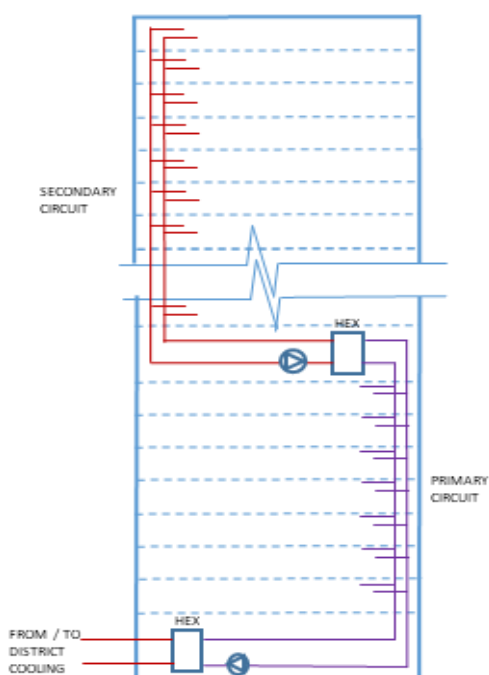 SECONDARY
CIRCUIT
HEX
PRIMARY
CIRCUIT
HEX
FROM / TO
DISTRICT
COOLING